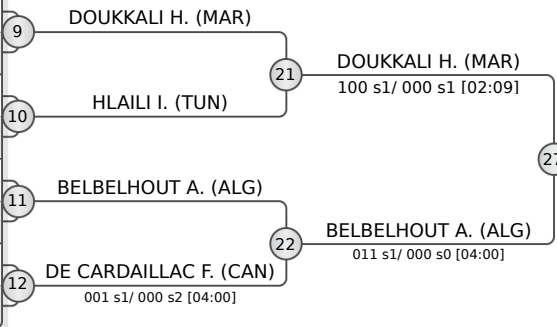 9
DOUKKALI H. (MAR)
21
DOUKKALI H. (MAR)
100 s1/ 000 s1 [02:09]
10
HLAILI I. (TUN)
27
11
BELBELHOUT A. (ALG)
22
BELBELHOUT A. (ALG)
011 s1/ 000 s0 [04:00]
12
DE CARDAILLAC F. (CAN)
001 s1/ 000 s2 [04:00]